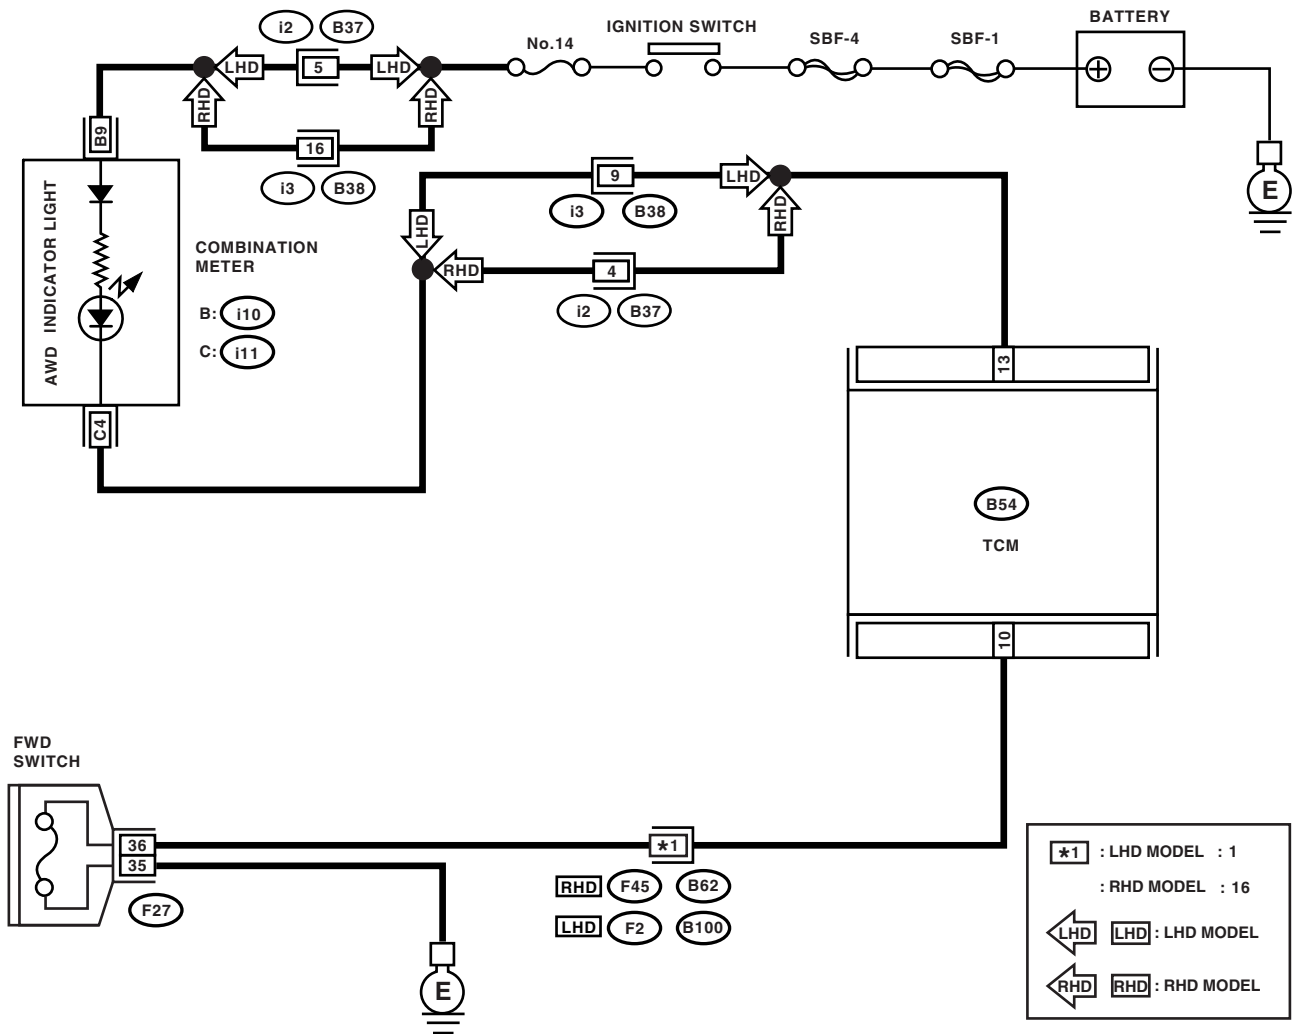 i2 B37
No.14
IGNITION SWITCH
SBF-4
SBF-1
BATTERY
LHD 5 LHD
RHD RHD
16
i3 B38
B9
AWD INDICATOR LIGHT
COMBINATION
METER
B: i10
C: i11
C4
9
LHD
i3 B38
LHD
RHD
RHD
4
i2 B37
E
13
B54
TCM
10
FWD
SWITCH
36
35
F27
*1
RHD F45 B62
LHD F2 B100
E
*1 : LHD MODEL : 1
: RHD MODEL : 16
LHD LHD : LHD MODEL
RHD RHD : RHD MODEL